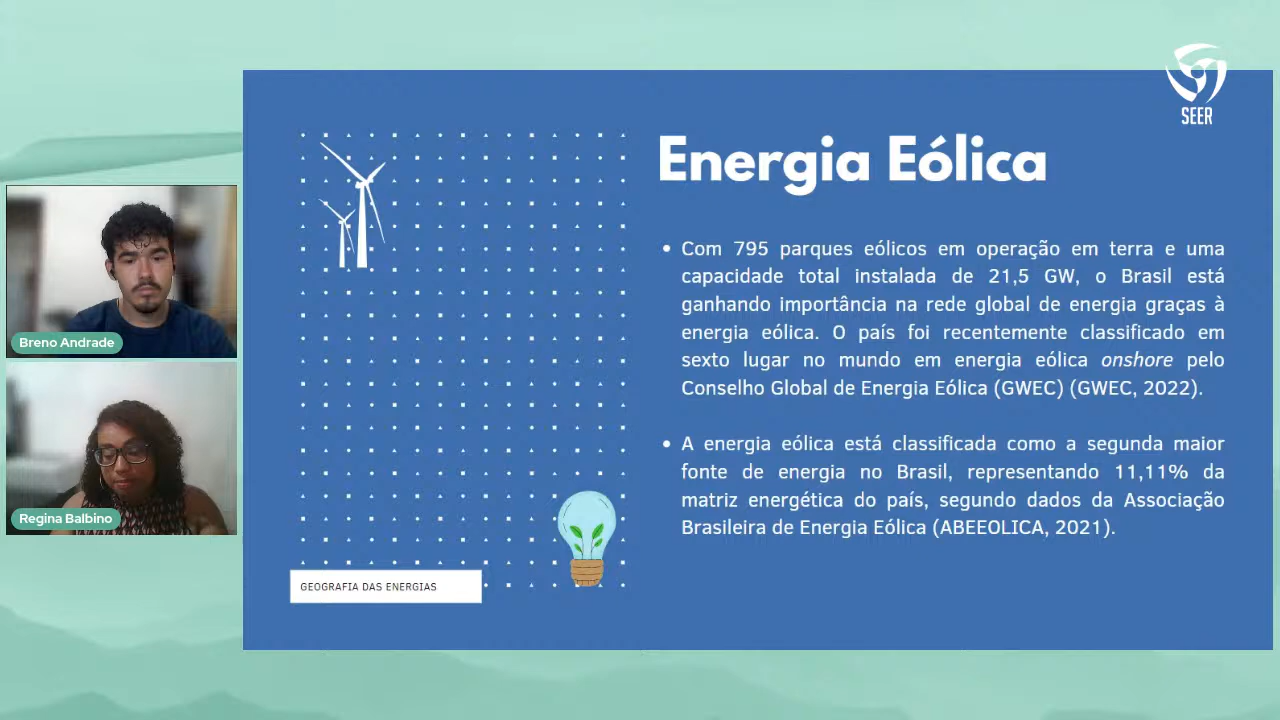 SEER
Energia Eólica
• Com 795 parques eólicos em operação em terra e uma
capacidade total instalada de 21,5 GW, o Brasil está
ganhando importância na rede global de energia graças à
energia eólica. O país foi recentemente classificado em
sexto lugar no mundo em energia eólica onshore pelo
Conselho Global de Energia Eólica (GWEC) (GWEC, 2022).
• A energia eólica está classificada como a segunda maior
fonte de energia no Brasil, representando 11,11% da
matriz energética do país, segundo dados da Associação
Brasileira de Energia Eólica (ABEEOLICA, 2021).
GEOGRAFIA DAS ENERGIAS
Breno Andrade
Regina Balbino